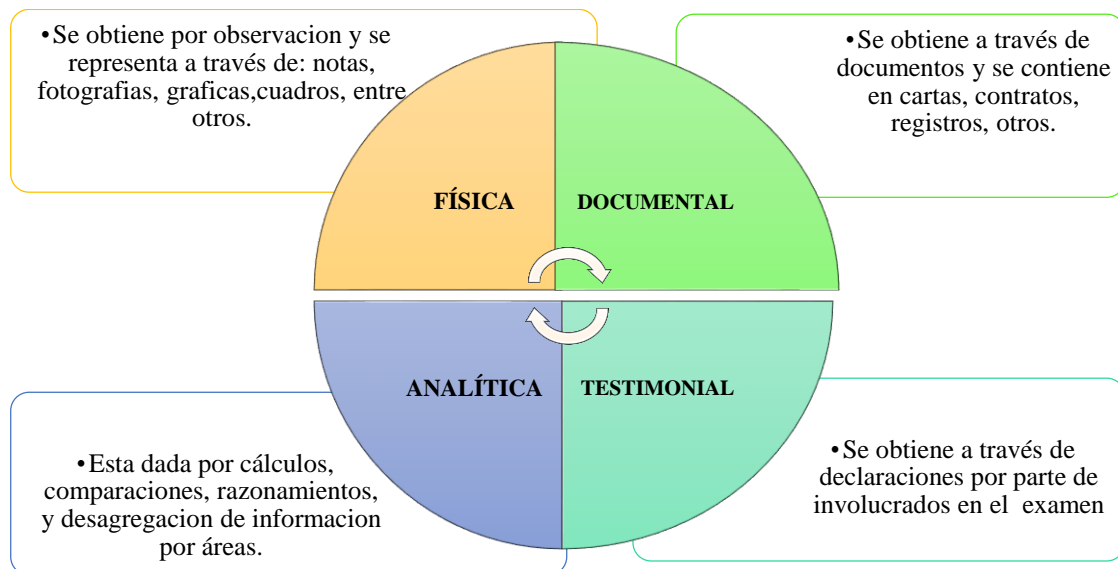 •Se obtiene por observacion y se
representa a través de: notas,
fotografias, graficas,cuadros, entre
otros.
•Se obtiene a través de
documentos y se contiene
en cartas, contratos,
registros, otros.
FÍSICA
DOCUMENTAL
ANALÍTICA
TESTIMONIAL
•Esta dada por cálculos,
comparaciones, razonamientos,
y desagregacion de informacion
por áreas.
•Se obtiene a través de
declaraciones por parte de
involucrados en el examen